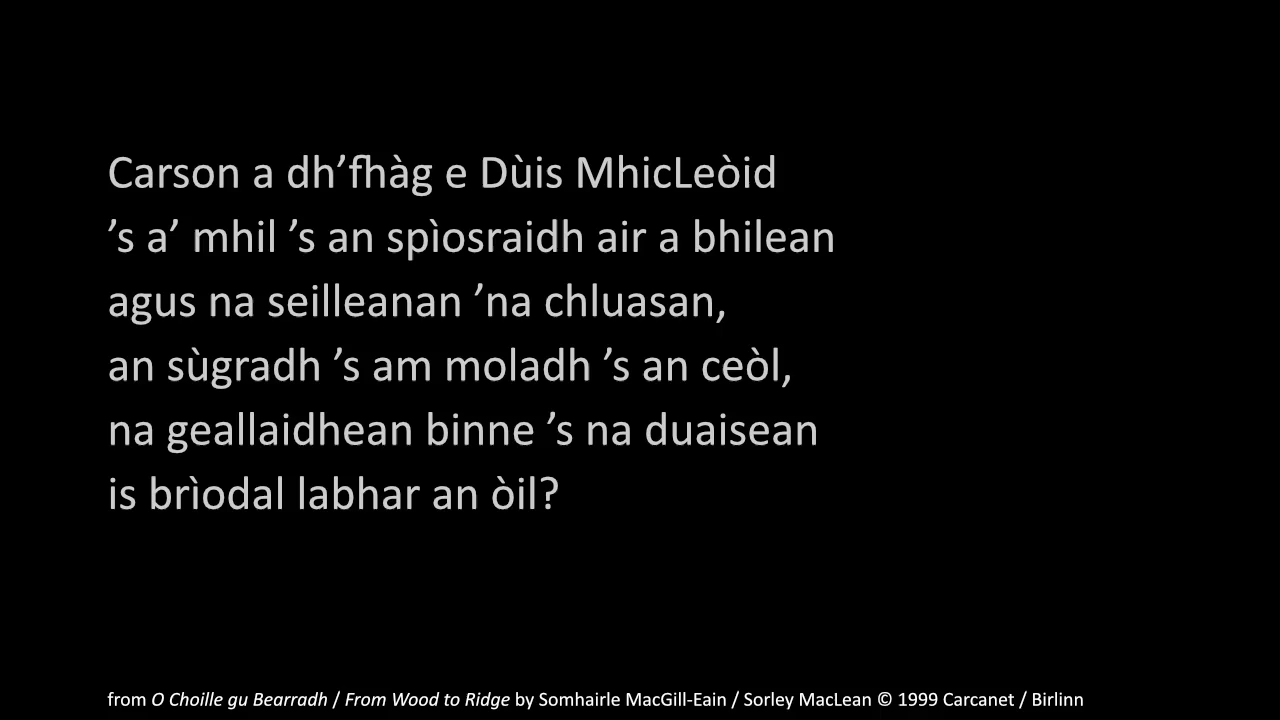 Carson a dh’fhàg e Dùis MhicLeòid
’s a’ mhil ’s an spìosraidh air a bhilean
agus na seilleanan ’na chluasan,
an sùgradh ’s am moladh ’s an ceòl,
na geallaidhean binne ’s na duaisean
is brìodal labhar an òil?
from O Choille gu Bearradh / From Wood to Ridge by Somhairle MacGill-Eain / Sorley MacLean © 1999 Carcanet / Birlinn